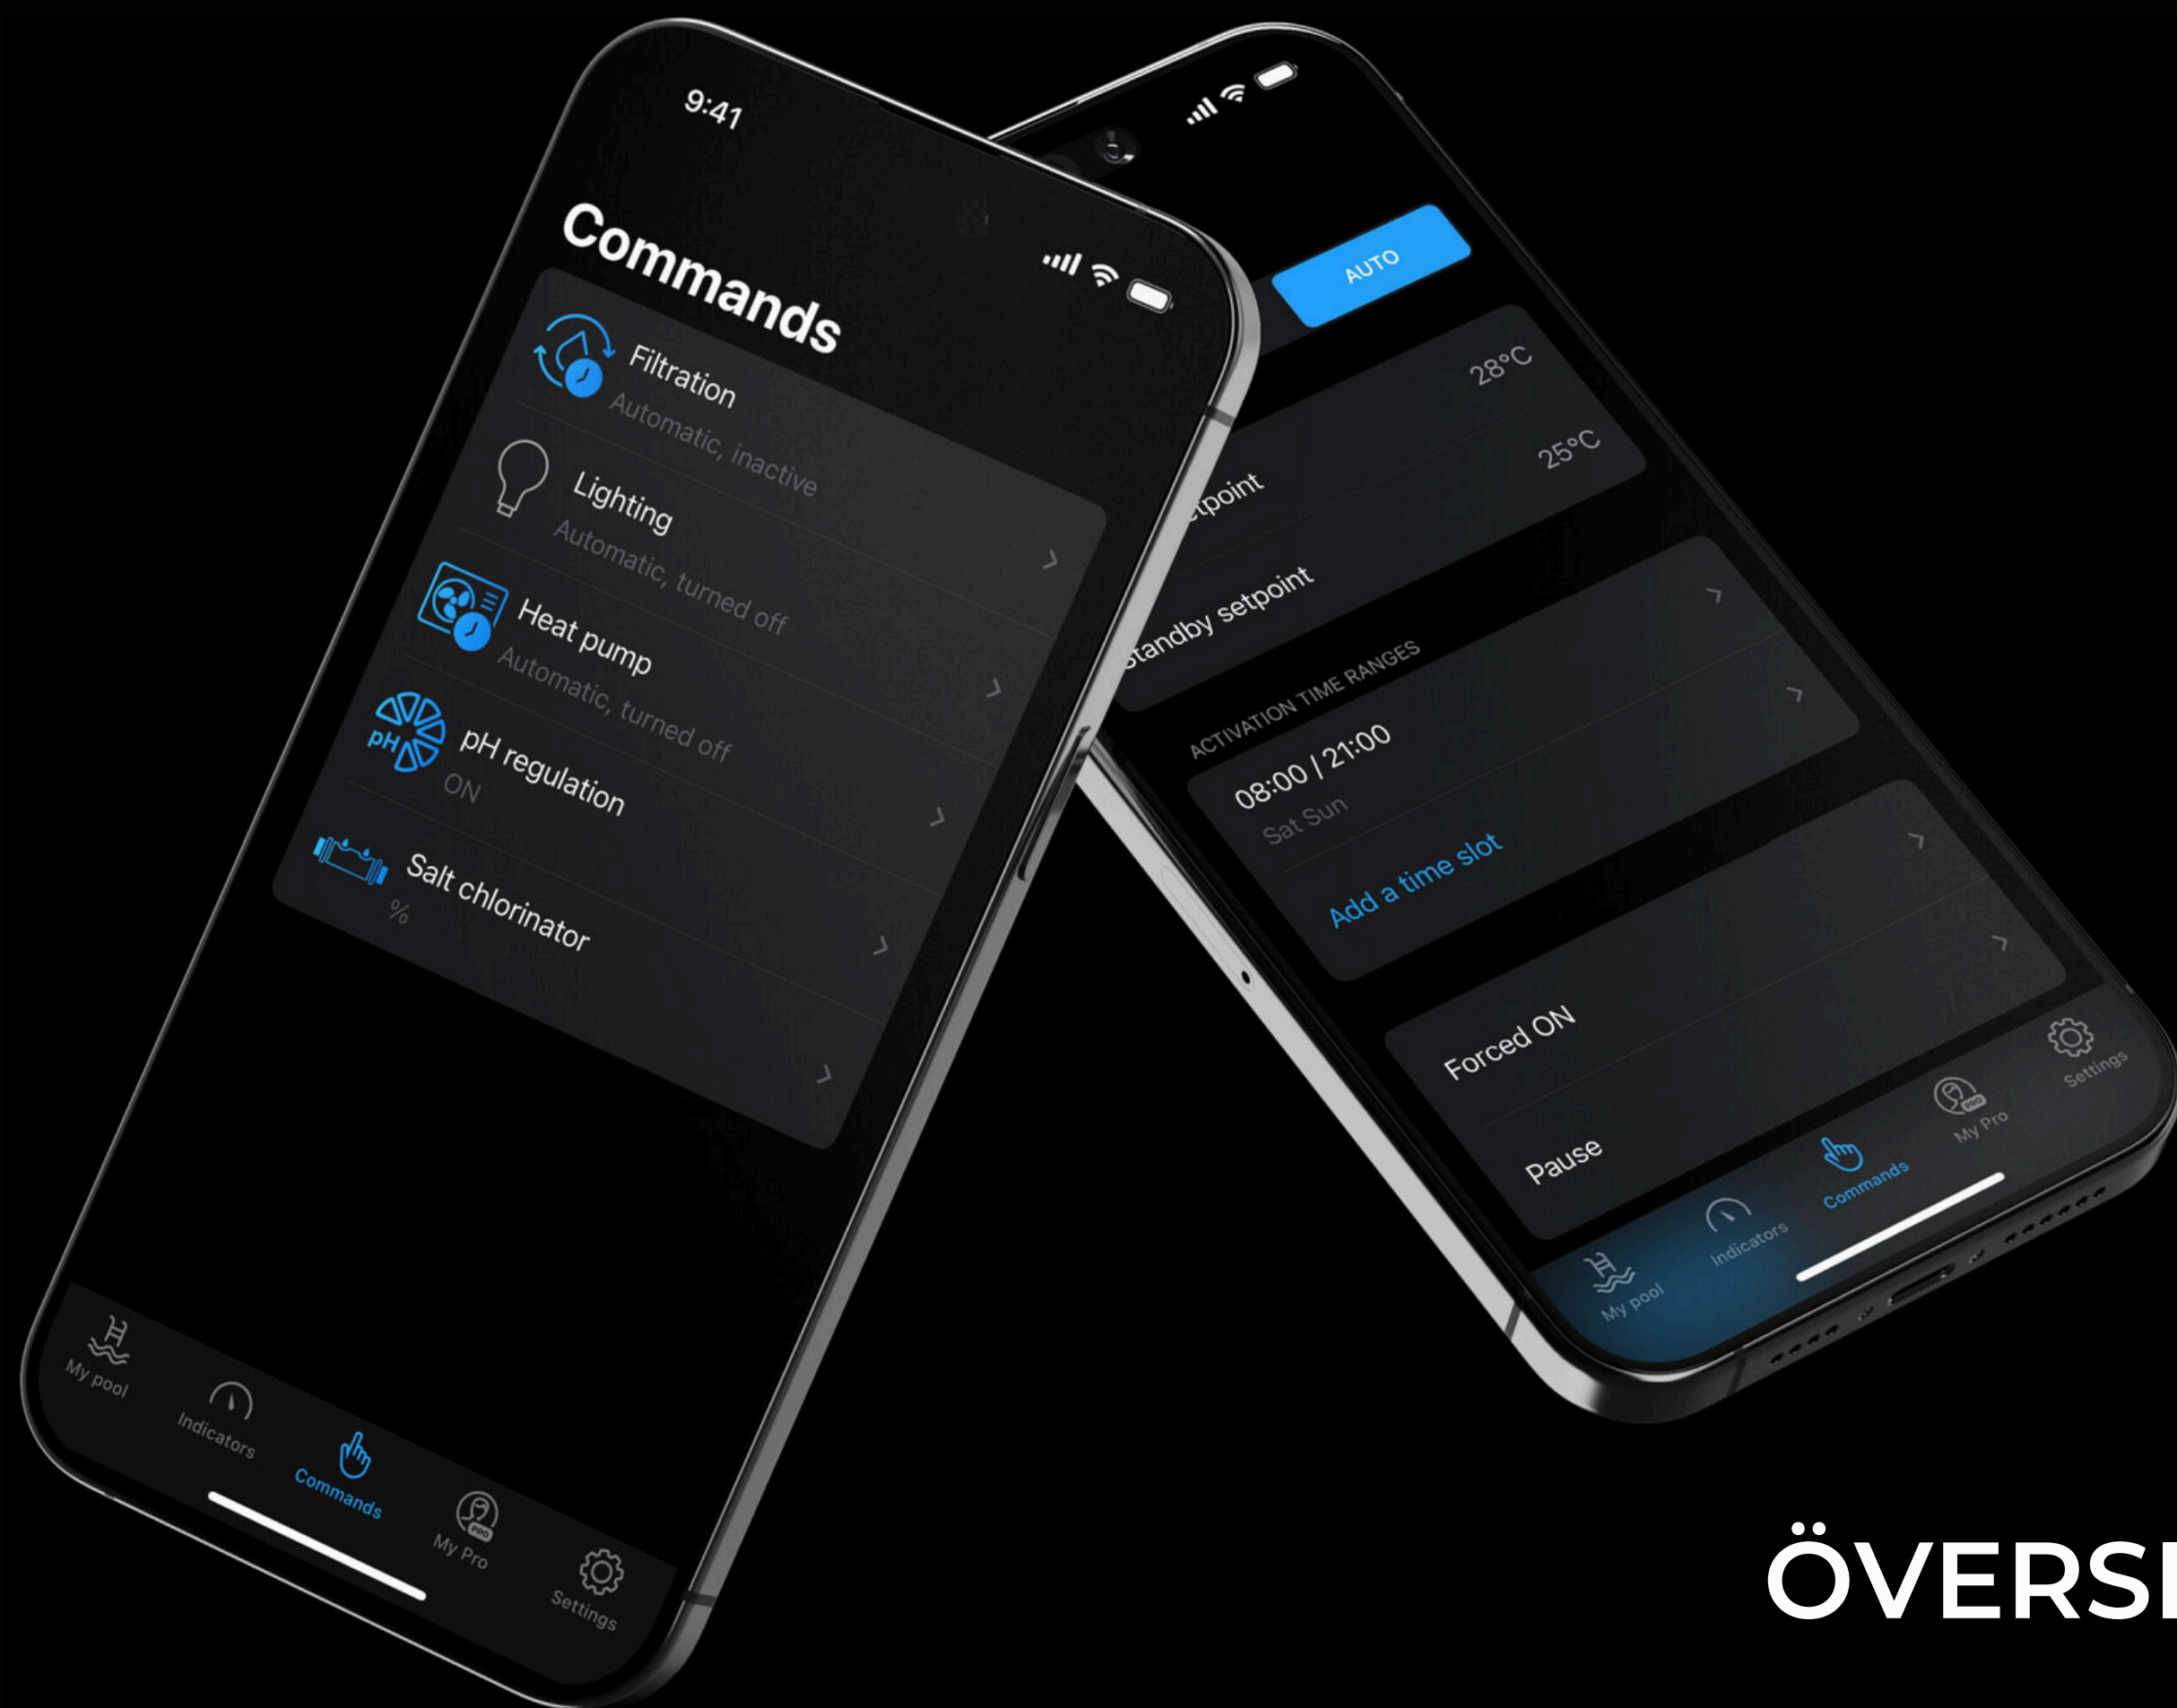 9:41
Commands
Filtration
Automatic, inactive
Lighting
Automatic, turned off
Heat pump
Automatic, turned off
pH
pH regulation
ON
Salt chlorinator
%
My pool
Indicators
Commands
PRO
My Pro
Settings
AUTO
28°C
25°C
Standby setpoint
ACTIVATION TIME RANGES
08:00 / 21:00
Sat Sun
Add a time slot
Forced ON
Pause
My pool
Indicators
Commands
PRO
My Pro
Settings